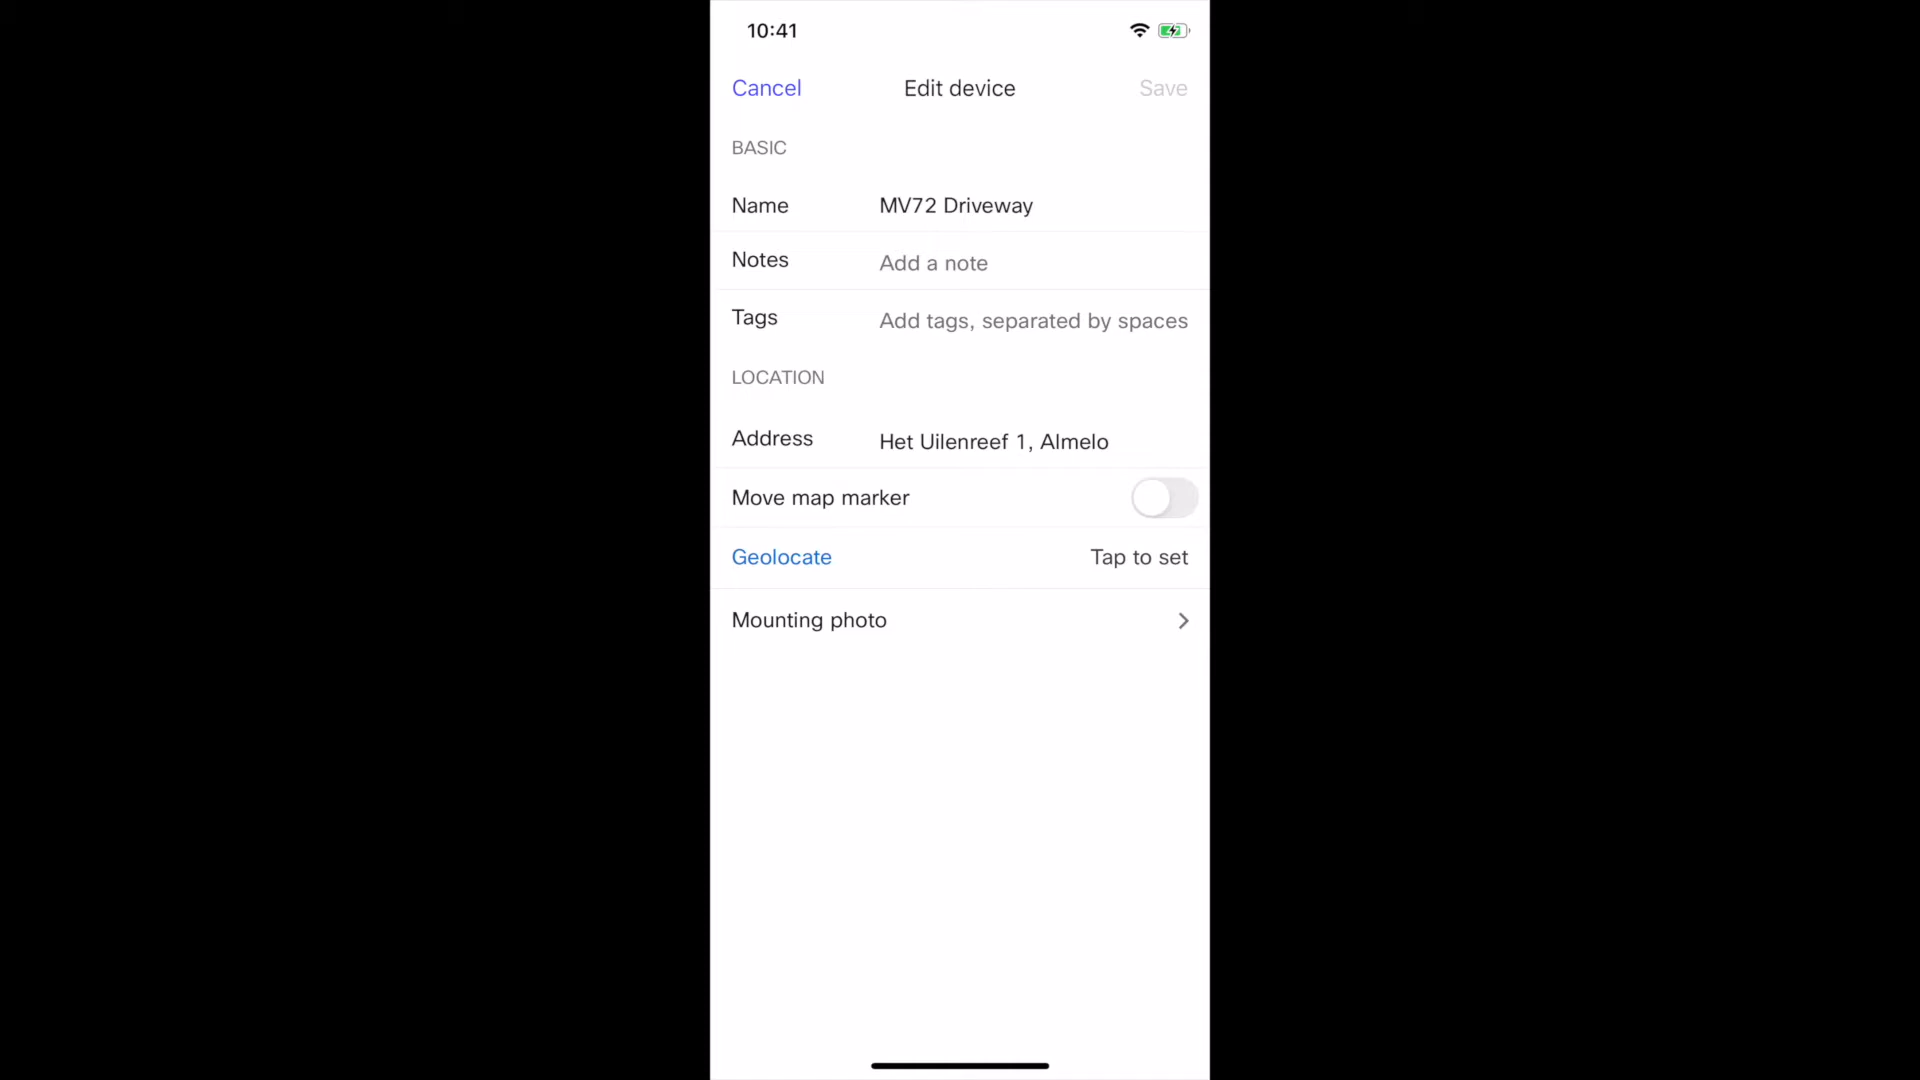 10:41
Cancel Edit device Save
BASIC
Name MV72 Driveway
Notes Add a note
Tags Add tags, separated by spaces
LOCATION
Address Het Uilenreef 1, Almelo
Move map marker
Geolocate Tap to set
Mounting photo